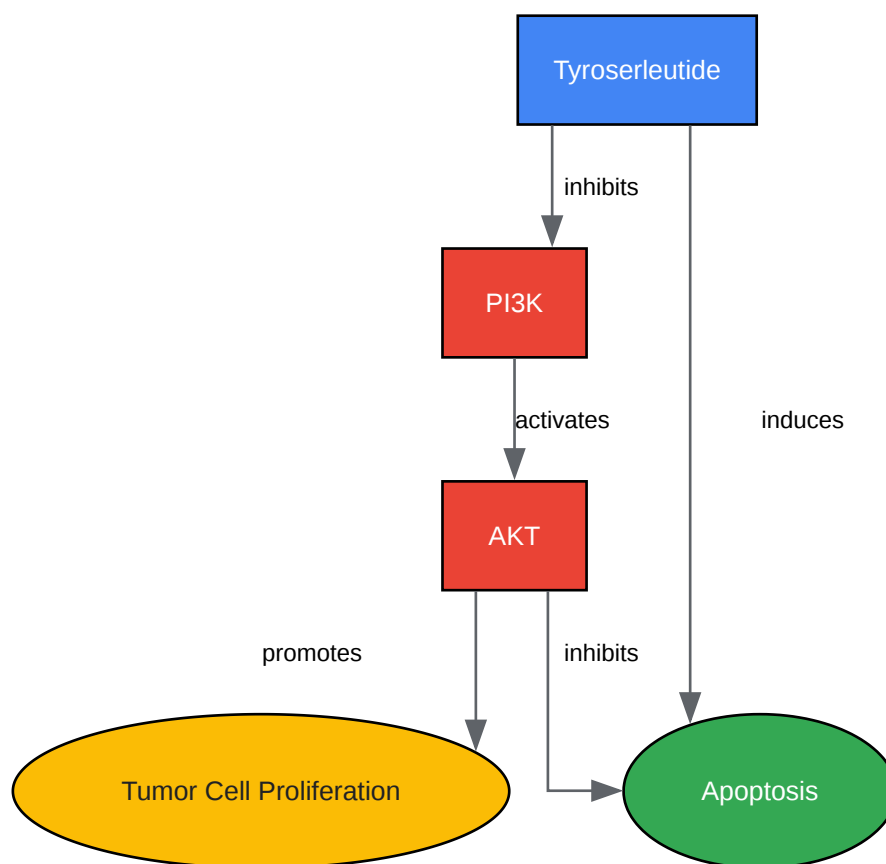 Tyroserleutide
inhibits
PI3K
activates
induces
AKT
promotes
inhibits
Tumor Cell Proliferation
Apoptosis